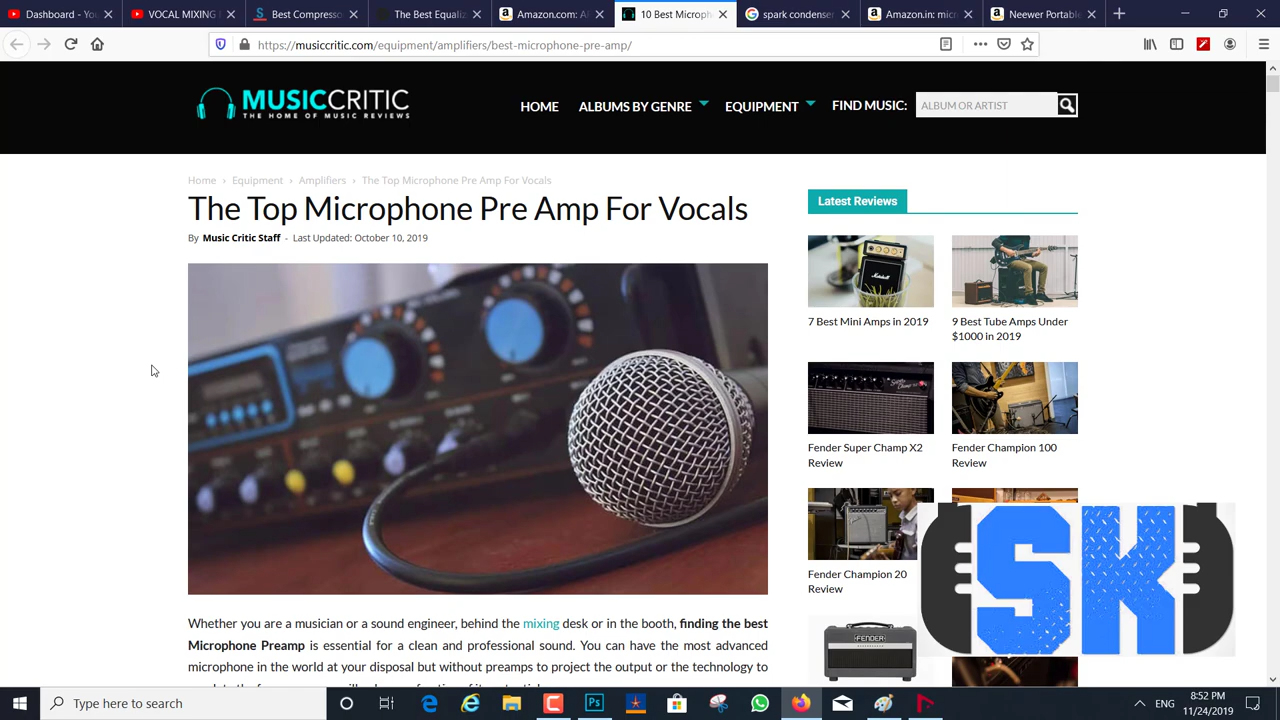 Dashboard - Yo
VOCAL MIXING
Best Compresso
The Best Equaliz
Amazon.com: A
10 Best Microph
spark condenser
Amazon.in: micr
Neewer Portable
https://musiccritic.com/equipment/amplifiers/best-microphone-pre-amp/
MUSICCRITIC
THE HOME OF MUSIC REVIEWS
HOME
ALBUMS BY GENRE
EQUIPMENT
FIND MUSIC:
ALBUM OR ARTIST
Home › Equipment › Amplifiers › The Top Microphone Pre Amp For Vocals
The Top Microphone Pre Amp For Vocals
By Music Critic Staff - Last Updated: October 10, 2019
Whether you are a musician or a sound engineer, behind the mixing desk or in the booth, finding the best
Microphone Preamp is essential for a clean and professional sound. You can have the most advanced
microphone in the world at your disposal but without preamps to project the output or the technology to
Latest Reviews
7 Best Mini Amps in 2019
9 Best Tube Amps Under
$1000 in 2019
Fender Super Champ X2
Review
Fender Champion 100
Review
Fender Champion 20
Review
FENDER
Marshall
SK
Type here to search
ENG
8:52 PM
11/24/2019